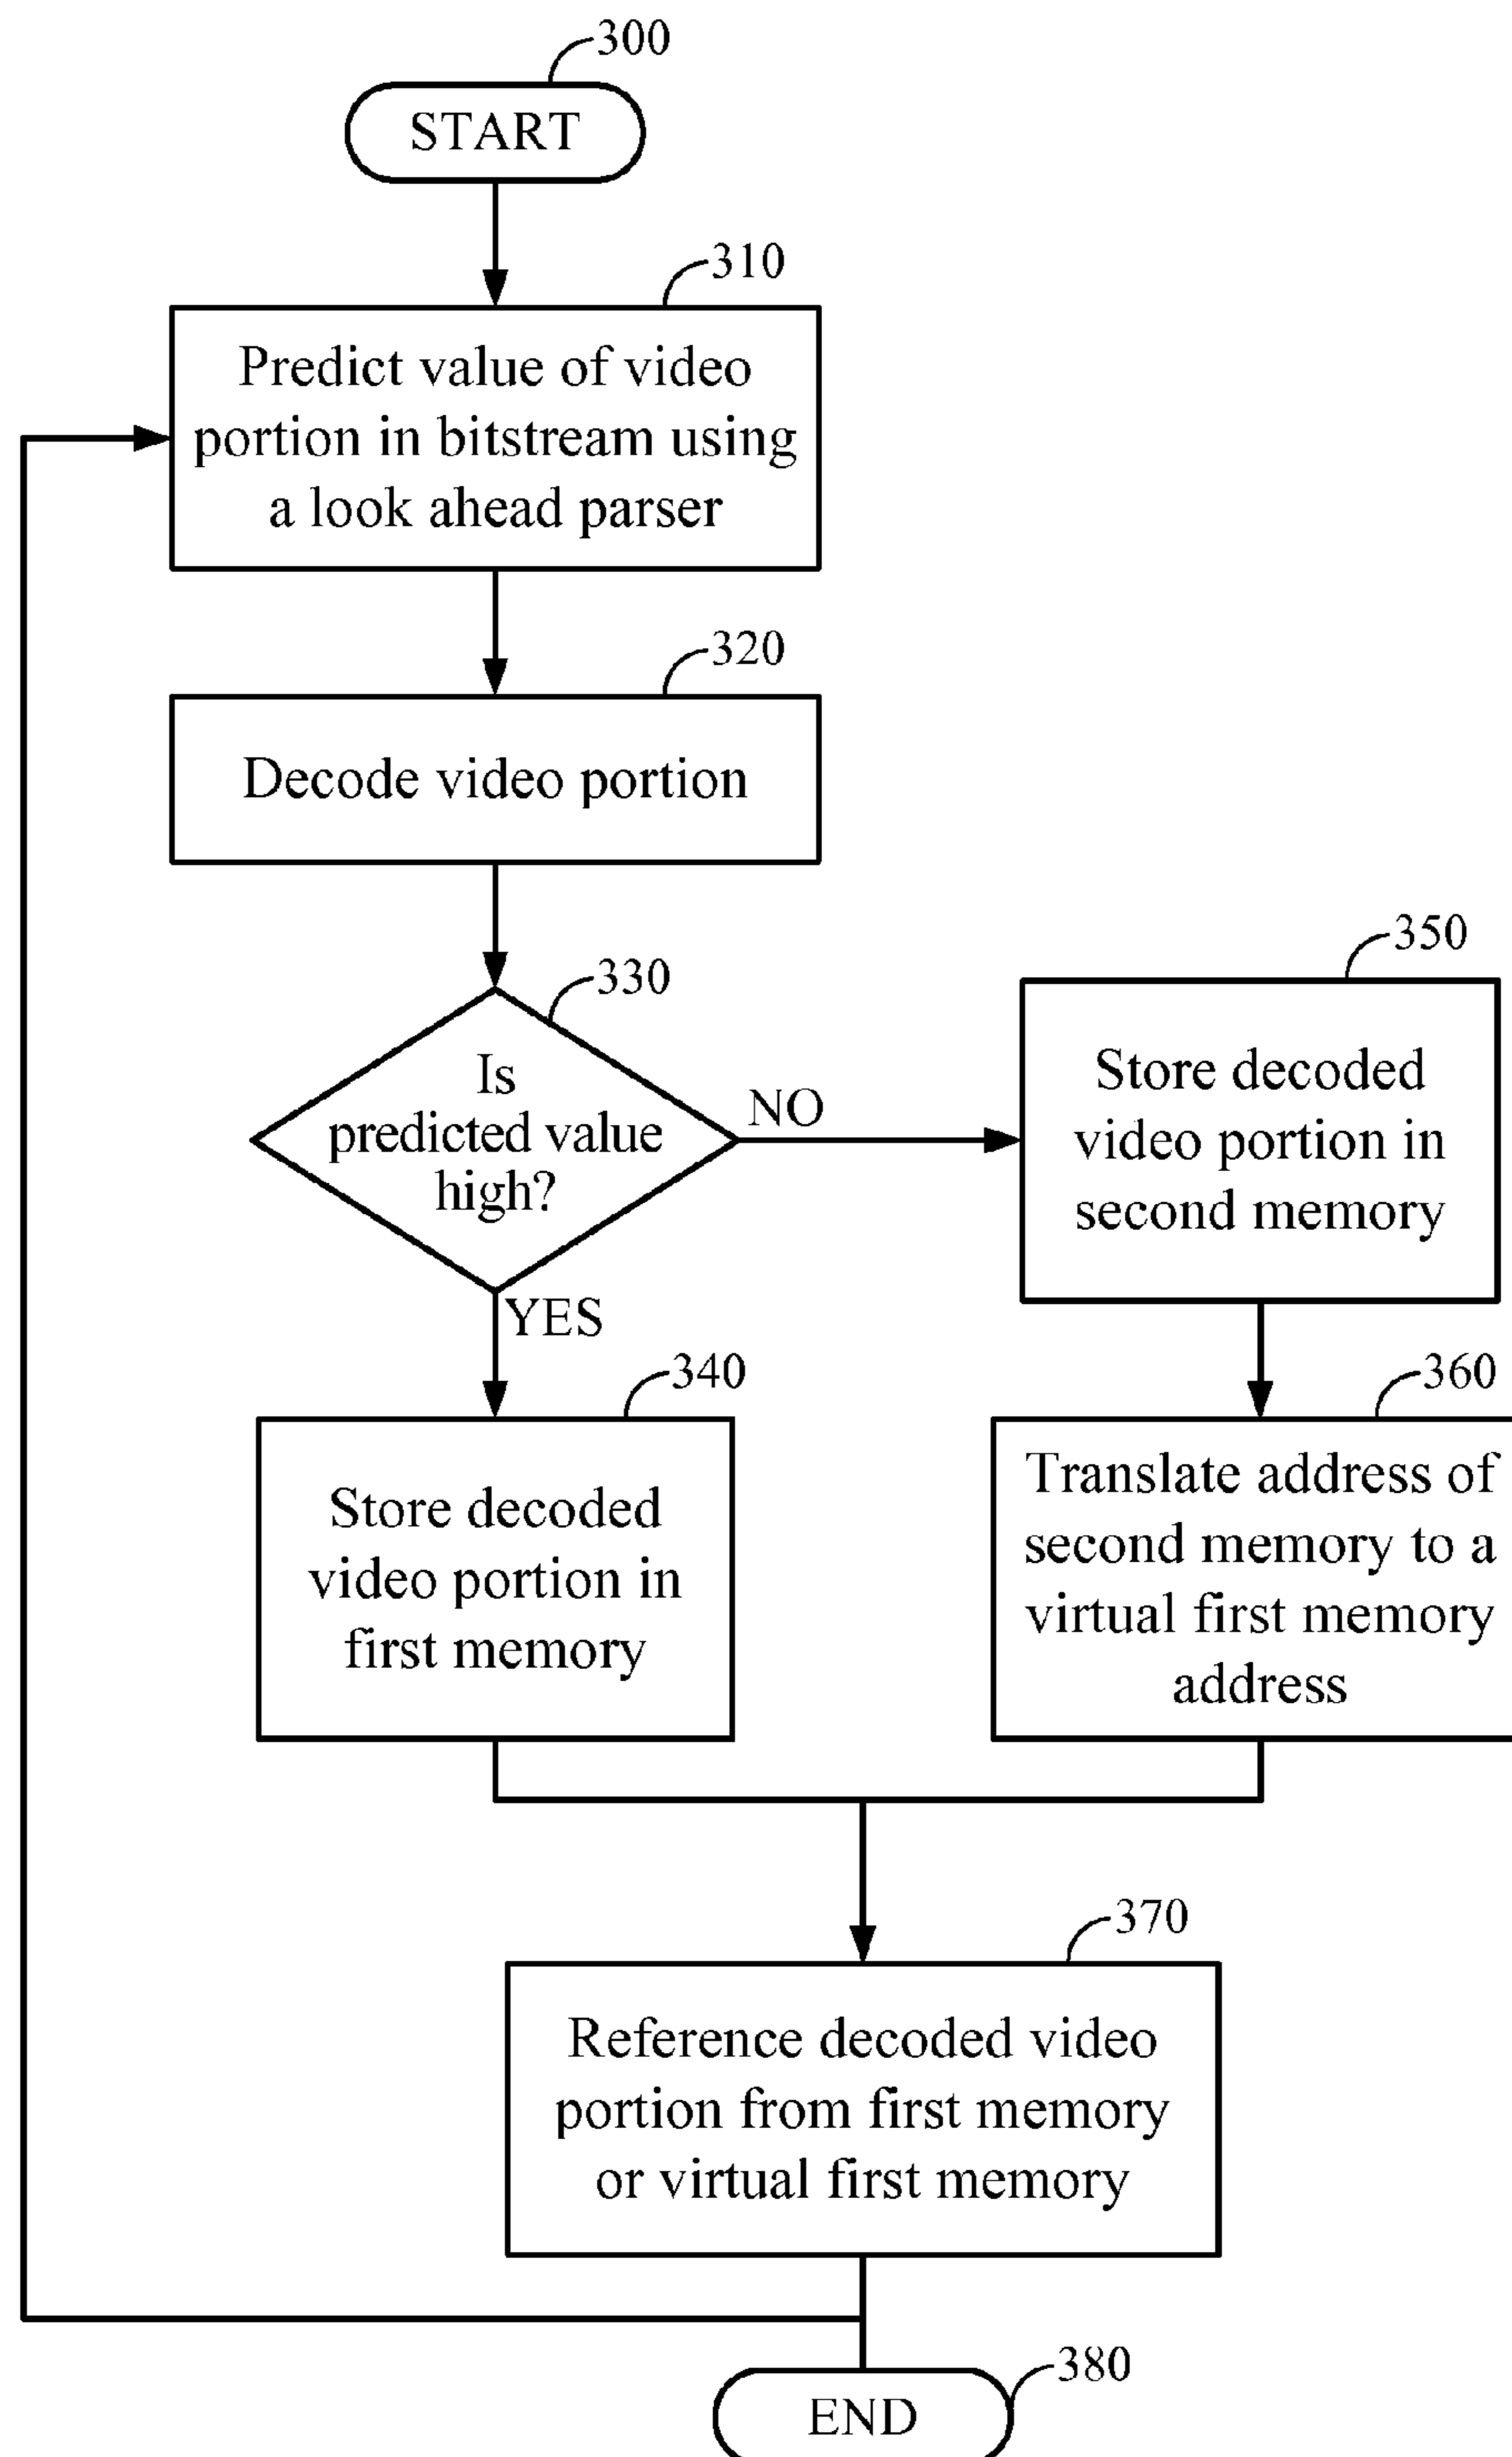 300
START
310
Predict value of video
portion in bitstream using
a look ahead parser
320
Decode video portion
330
Is
predicted value
high?
NO
YES
350
Store decoded
video portion in
second memory
340
Store decoded
video portion in
first memory
360
Translate address of
second memory to a
virtual first memory
address
370
Reference decoded video
portion from first memory
or virtual first memory
380
END